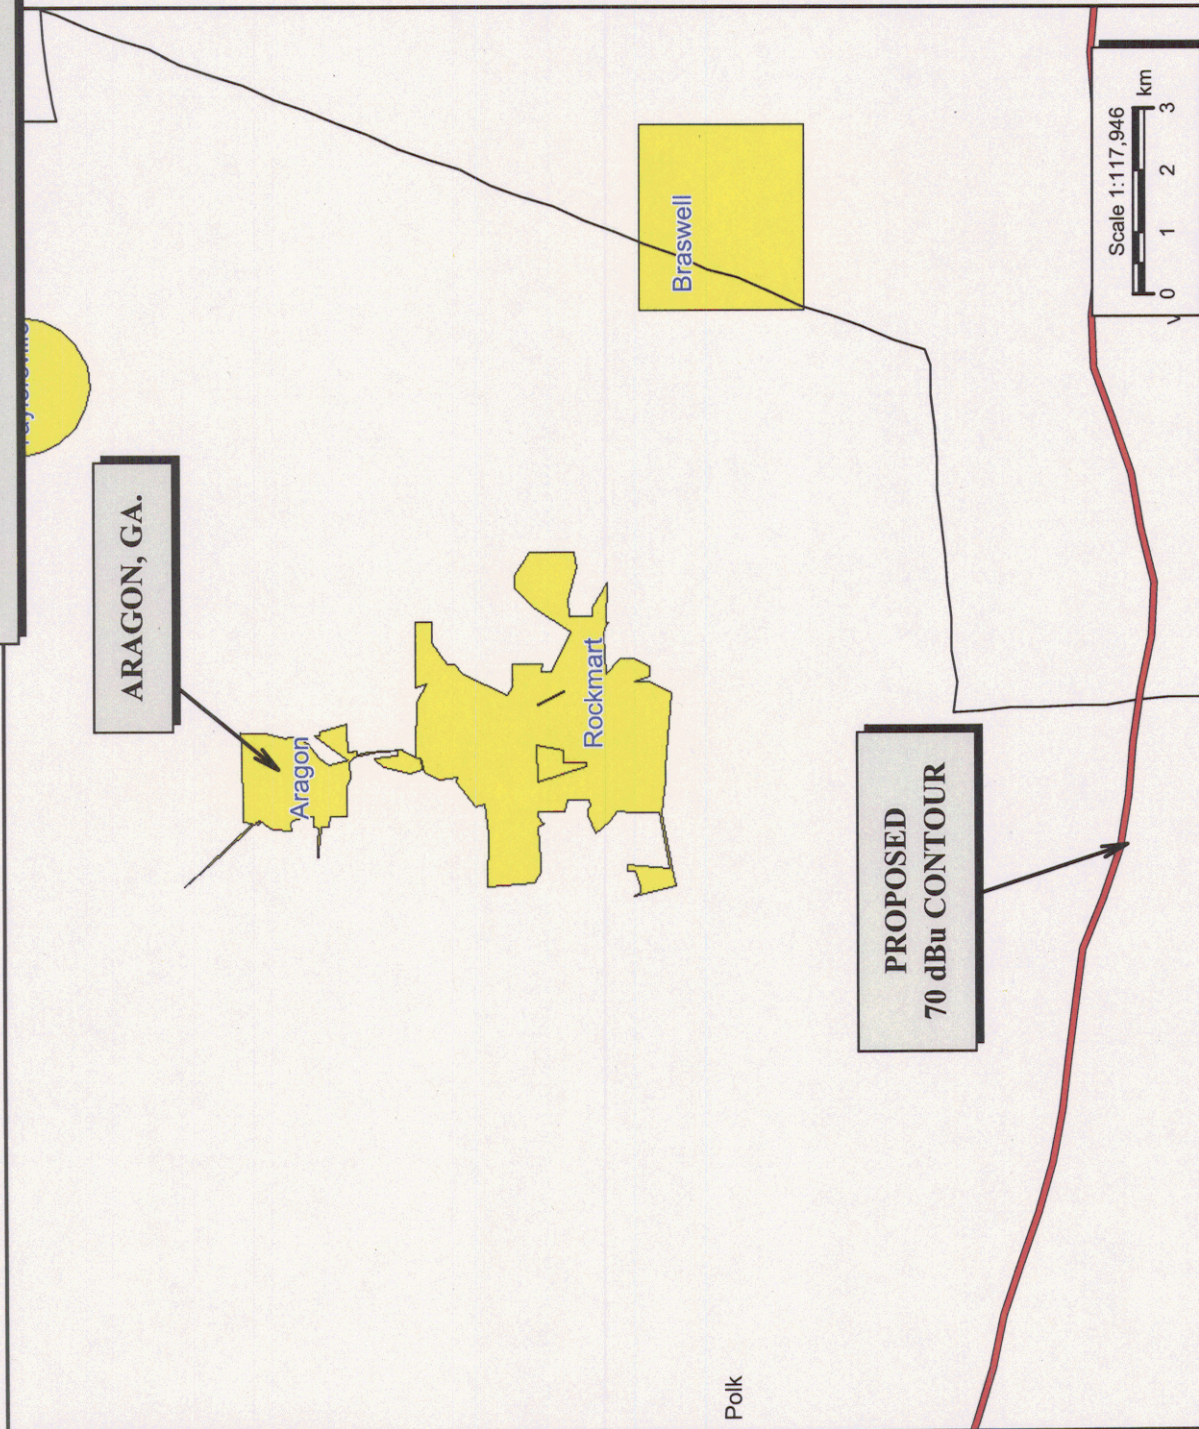 ARAGON, GA.
Aragon
Rockmart
Braswell
Polk
PROPOSED
70 dBu CONTOUR
Scale 1:117,946
km
0 1 2 3